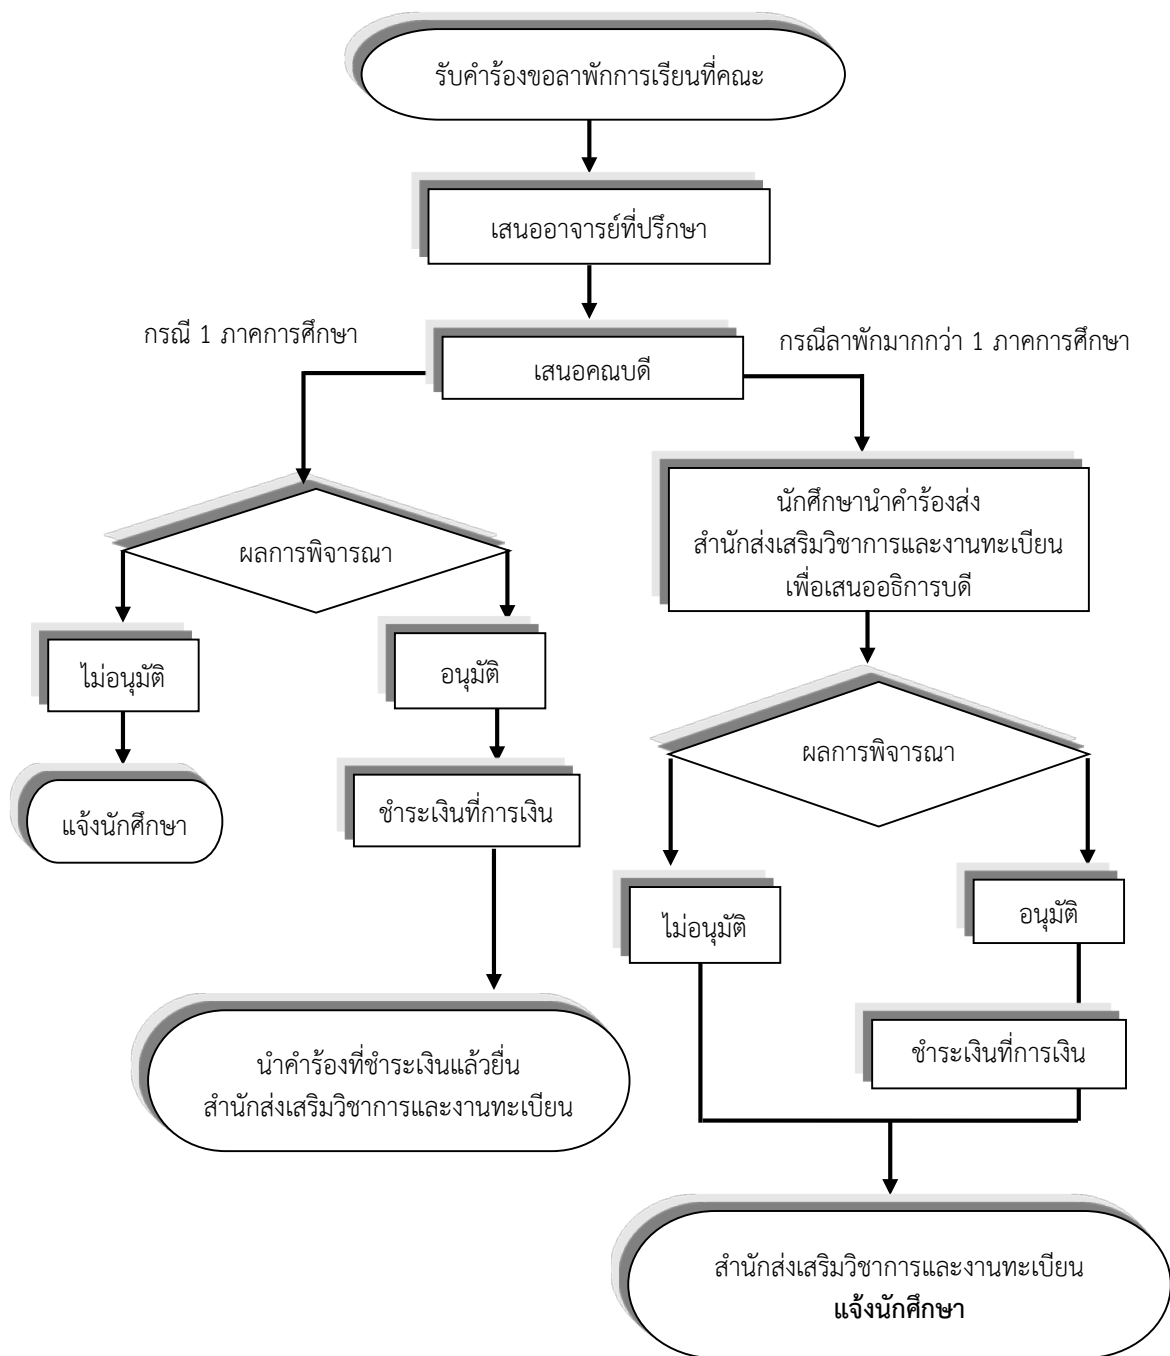 รับคำร้องขอลาพักการเรียนที่คณะ
เสนออาจารย์ที่ปรึกษา
กรณี 1 ภาคการศึกษา
กรณีลาพักมากกว่า 1 ภาคการศึกษา
เสนอคณบดี
นักศึกษานำคำร้องส่ง
สำนักส่งเสริมวิชาการและงานทะเบียน
เพื่อเสนออธิการบดี
ผลการพิจารณา
ไม่อนุมัติ
อนุมัติ
แจ้งนักศึกษา
ชำระเงินที่การเงิน
นำคำร้องที่ชำระเงินแล้วยื่น
สำนักส่งเสริมวิชาการและงานทะเบียน
ผลการพิจารณา
ไม่อนุมัติ
อนุมัติ
ชำระเงินที่การเงิน
สำนักส่งเสริมวิชาการและงานทะเบียน
แจ้งนักศึกษา